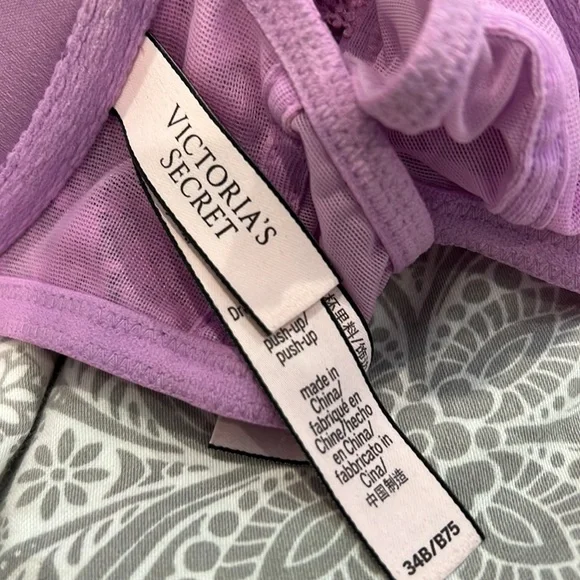 VICTORIA'S
SECRET
push-up/
push-up
made in
China/
fabriqué en
Chine/hecho
en China/
fabbricato in
Cina/
中国制造
34B/B75